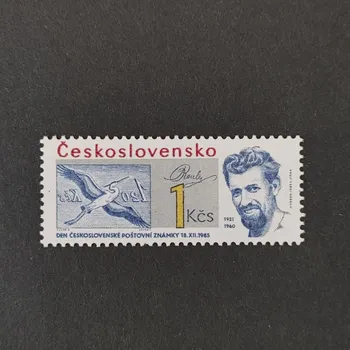 Československo
1 Kčs
1921
1960
DEN ČESKOSLOVENSKÉ POŠTOVNÍ ZNÁMKY 18.XII.1985